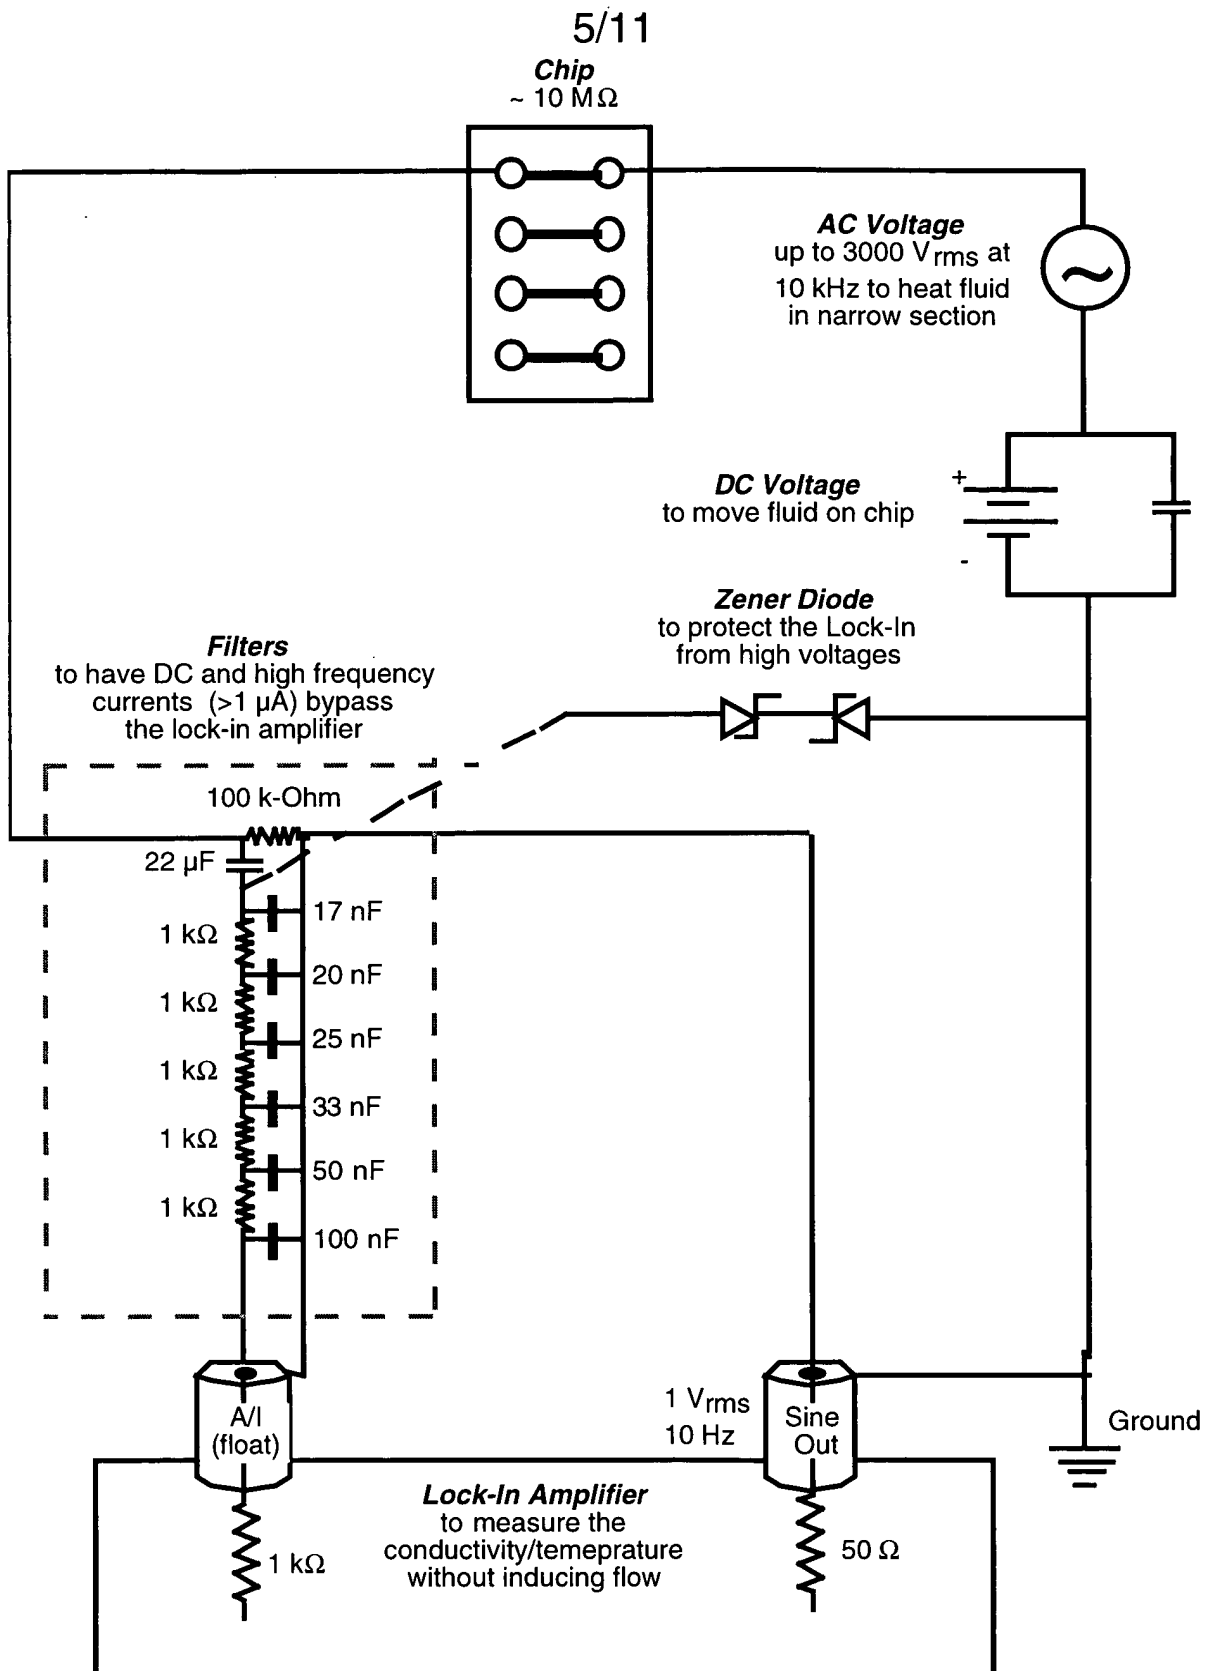 5/11
Chip
~ 10 MΩ
AC Voltage
up to 3000 Vrms at
10 kHz to heat fluid
in narrow section
+
DC Voltage
to move fluid on chip
-
Zener Diode
to protect the Lock-In
from high voltages
Filters
to have DC and high frequency
currents (>1 µA) bypass
the lock-in amplifier
100 k-Ohm
22 µF
17 nF
1 kΩ
20 nF
1 kΩ
25 nF
1 kΩ
33 nF
1 kΩ
50 nF
1 kΩ
100 nF
A/I
(float)
1 Vrms
10 Hz
Sine
Out
Ground
Lock-In Amplifier
to measure the
conductivity/temeprature
without inducing flow
1 kΩ
50 Ω